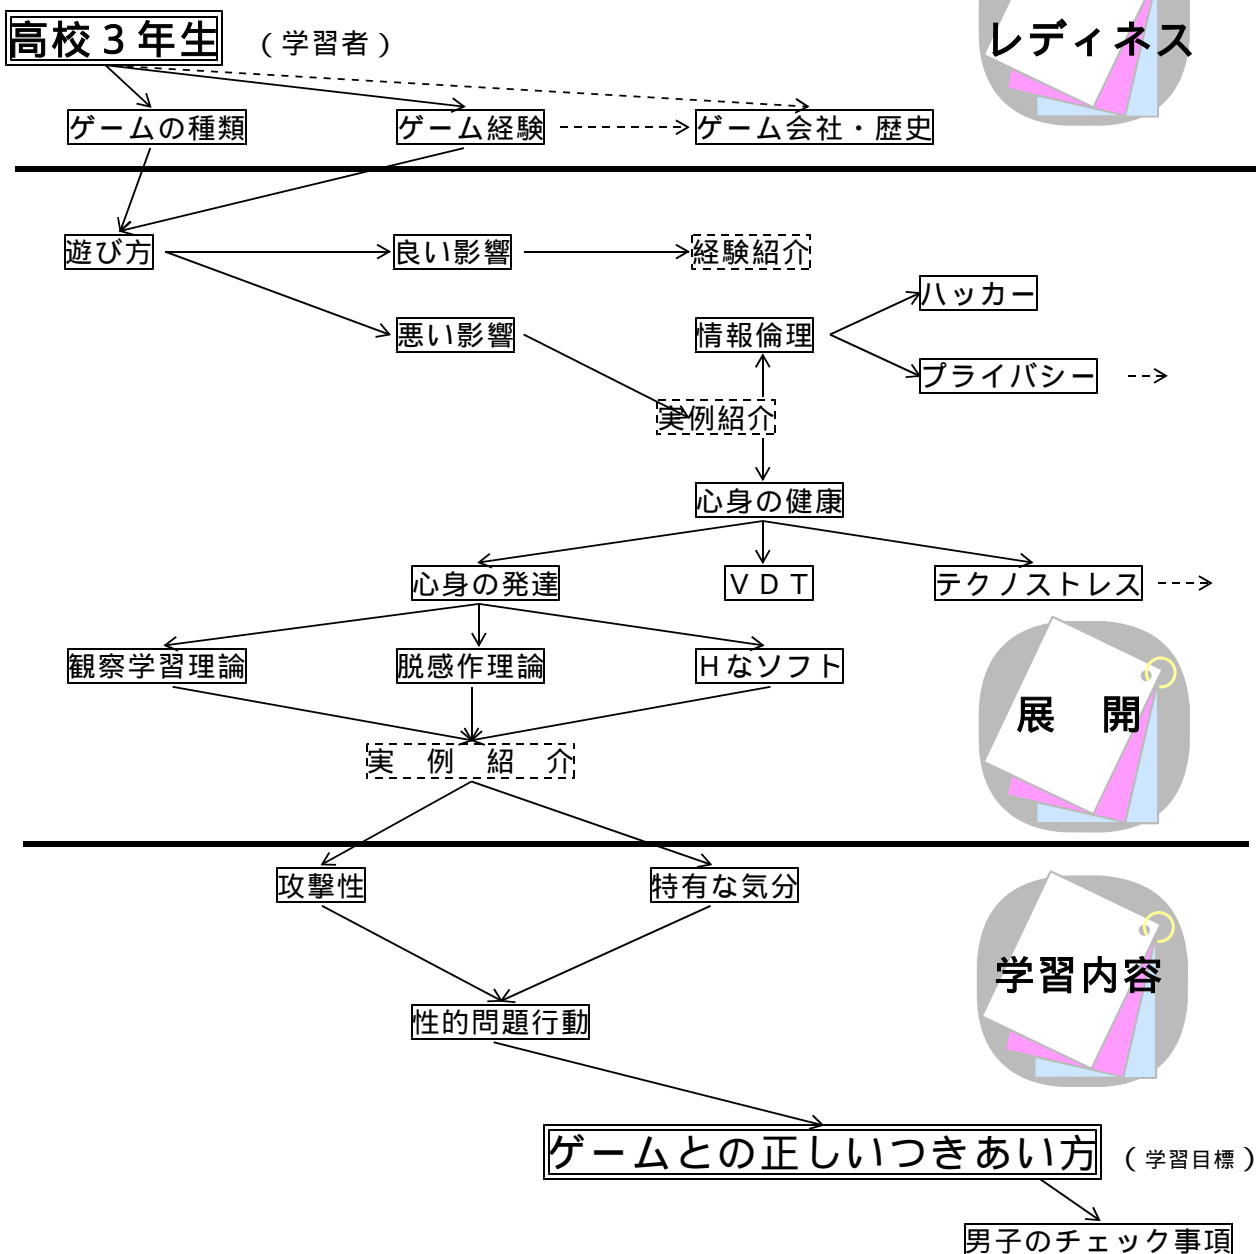 高校３年生 （学習者） レディネス
ゲームの種類 ゲーム経験 ゲーム会社・歴史
遊び方 良い影響 経験紹介
ハッカー
悪い影響 情報倫理
プライバシー
実例紹介
心身の健康
心身の発達 ＶＤＴ テクノストレス
観察学習理論 脱感作理論 Ｈなソフト
展　開
実　例　紹　介
攻撃性 特有な気分
学習内容
性的問題行動
ゲームとの正しいつきあい方 （学習目標）
男子のチェック事項